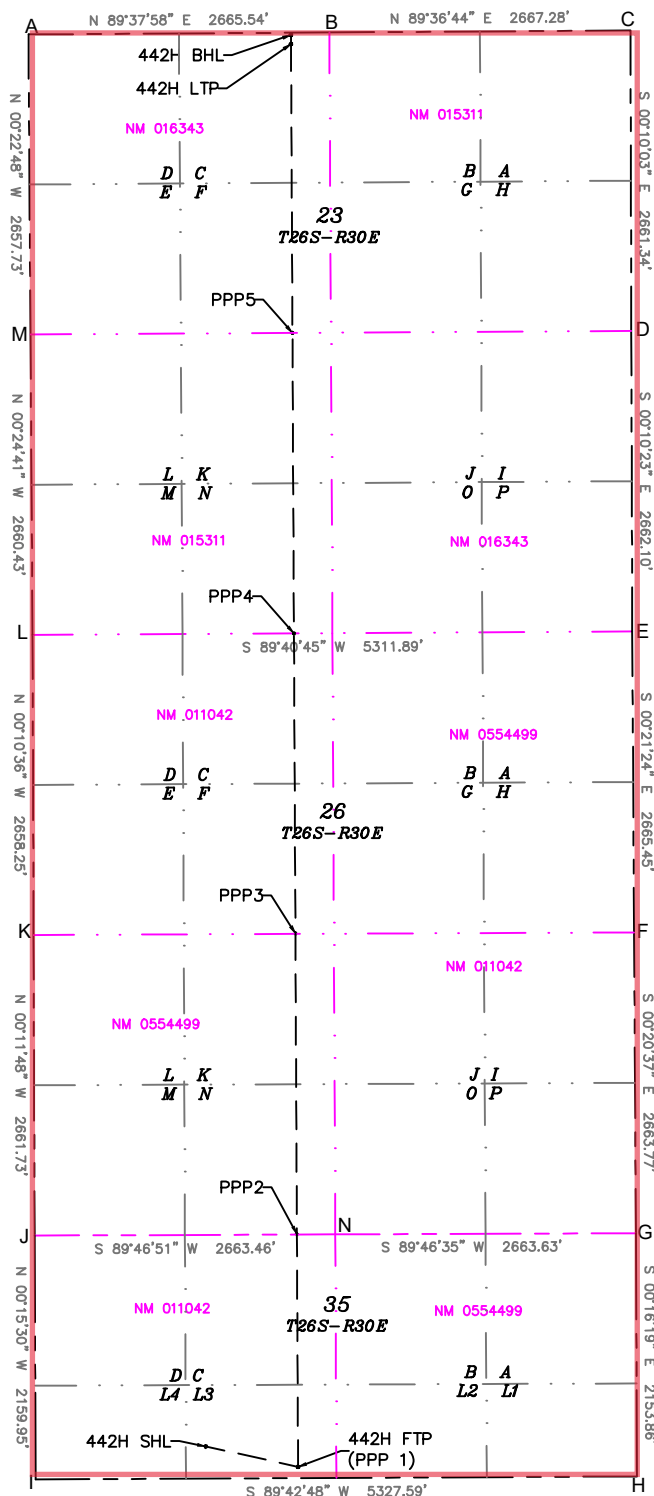 N 89°37'58" E 2665.54'
N 89°36'44" E 2667.28'
A
B
C
442H BHL
442H LTP
NM 016343
NM 015311
N 00°22'48" W 2657.73'
S 00°10'03" E 2661.34'
D C
E F
B A
G H
23
T26S-R30E
PPP5
M
D
N 00°24'41" W 2660.43'
S 00°10'23" E 2662.10'
L K
M N
J I
O P
NM 015311
NM 016343
PPP4
L
E
S 89°40'45" W 5311.89'
N 00°10'36" W 2658.25'
S 00°21'24" E 2665.45'
NM 011042
NM 0554499
D C
E F
B A
G H
26
T26S-R30E
PPP3
K
F
NM 011042
NM 0554499
N 00°11'48" W 2661.73'
S 00°20'37" E 2663.77'
L K
M N
J I
O P
PPP2
J
N
G
S 89°46'51" W 2663.46'
S 89°46'35" W 2663.63'
N 00°15'30" W 2159.95'
S 00°16'19" E 2153.86'
NM 011042
NM 0554499
35
T26S-R30E
D C
L4 L3
B A
L2 L1
442H SHL
442H FTP
(PPP 1)
I
H
S 89°42'48" W 5327.59'